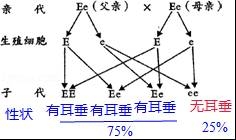 亲 代 Ee(父亲) × Ee(母亲)
生殖细胞 E e E e
子 代 EE Ee Ee ee
性状 有耳垂 有耳垂 有耳垂 无耳垂
75% 25%